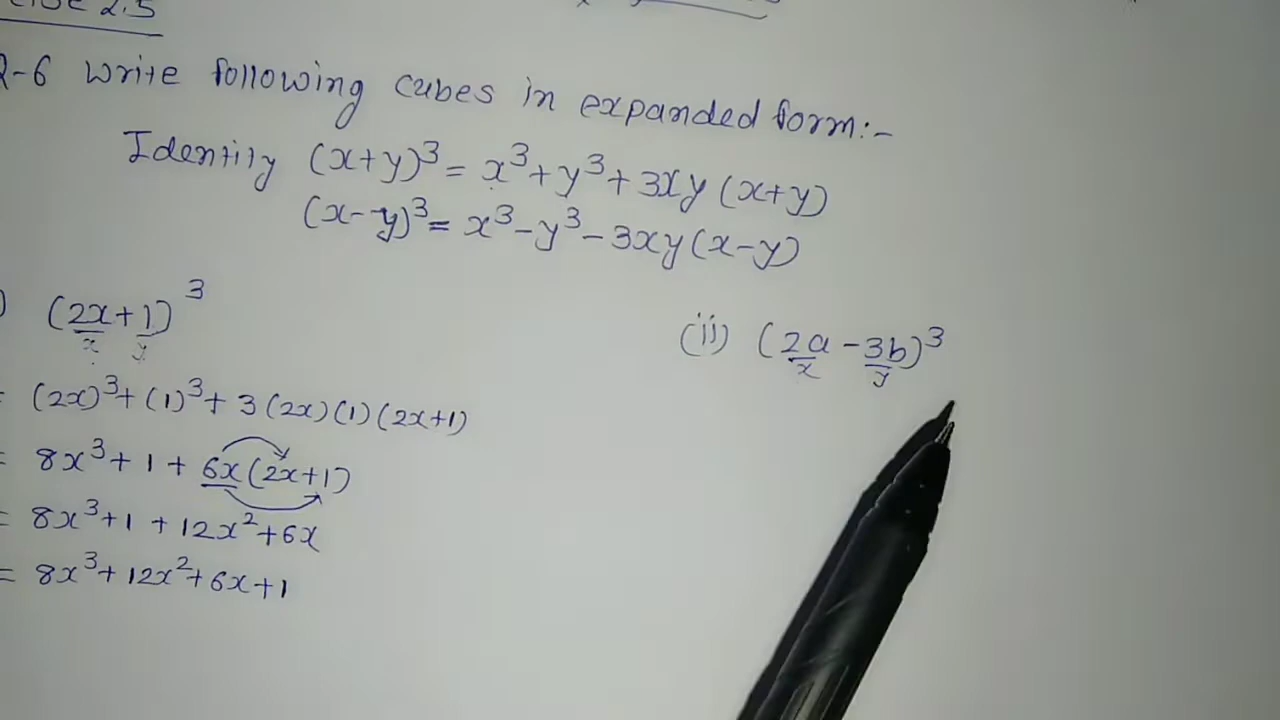 2.5
Q-6 Write following cubes in expanded form:-
Identity (x+y)³ = x³+y³+3xy(x+y)
(x-y)³ = x³-y³-3xy(x-y)
) (2x+1)³
x y
= (2x)³+(1)³+3(2x)(1)(2x+1)
= 8x³+1+6x(2x+1)
= 8x³+1+12x²+6x
= 8x³+12x²+6x+1
(ii) (2a-3b)³
x y